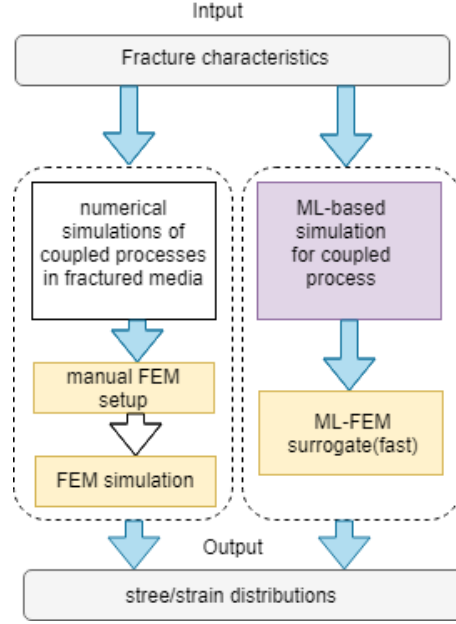 Intput
Fracture characteristics
numerical
simulations of
coupled processes
in fractured media
ML-based
simulation
for coupled
process
manual FEM
setup
FEM simulation
ML-FEM
surrogate(fast)
Output
stree/strain distributions